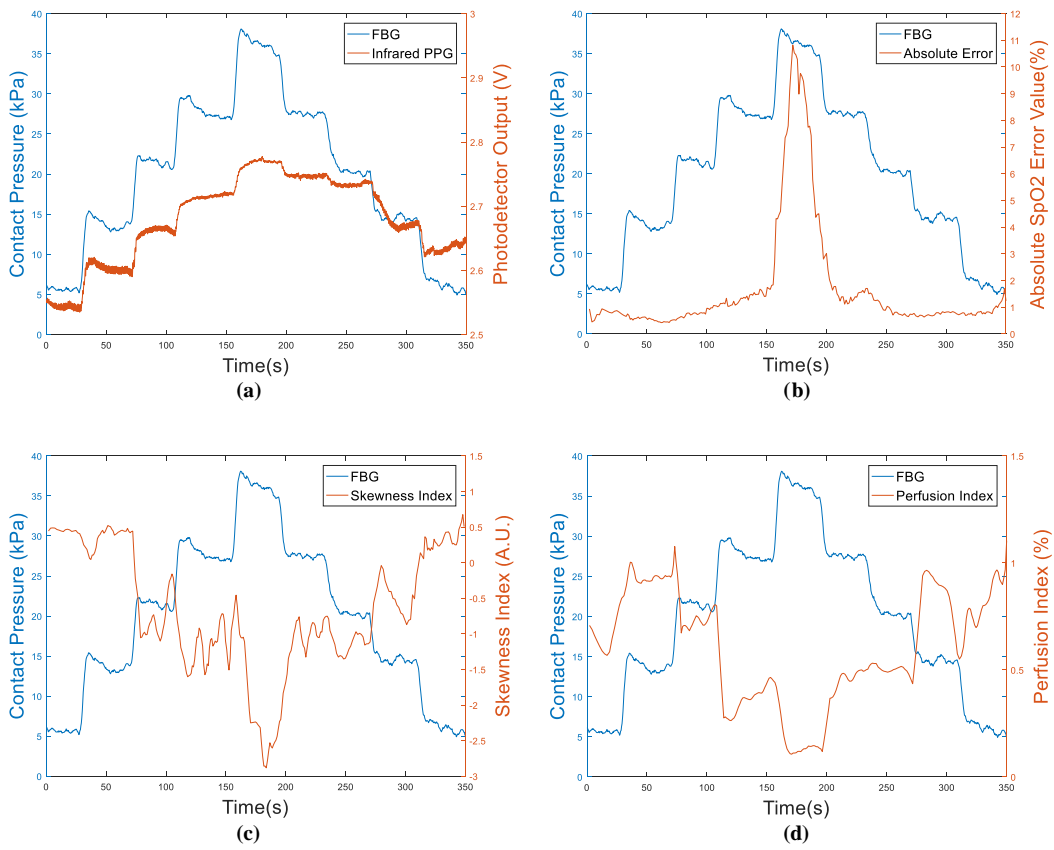 40
35
30
25
20
15
10
5
0
3
2.9
2.8
2.7
2.6
2.5
0 50 100 150 200 250 300 350
Contact Pressure (kPa)
Photodetector Output (V)
Time(s)
FBG
Infrared PPG
(a)
40
35
30
25
20
15
10
5
0
12
11
10
9
8
7
6
5
4
3
2
1
0
0 50 100 150 200 250 300 350
Contact Pressure (kPa)
Absolute SpO2 Error Value(%)
Time(s)
FBG
Absolute Error
(b)
40
35
30
25
20
15
10
5
0
1.5
1
0.5
0
-0.5
-1
-1.5
-2
-2.5
-3
0 50 100 150 200 250 300 350
Contact Pressure (kPa)
Skewness Index (A.U.)
Time(s)
FBG
Skewness Index
(c)
40
35
30
25
20
15
10
5
0
1.5
1
0.5
0
0 50 100 150 200 250 300 350
Contact Pressure (kPa)
Perfusion Index (%)
Time(s)
FBG
Perfusion Index
(d)